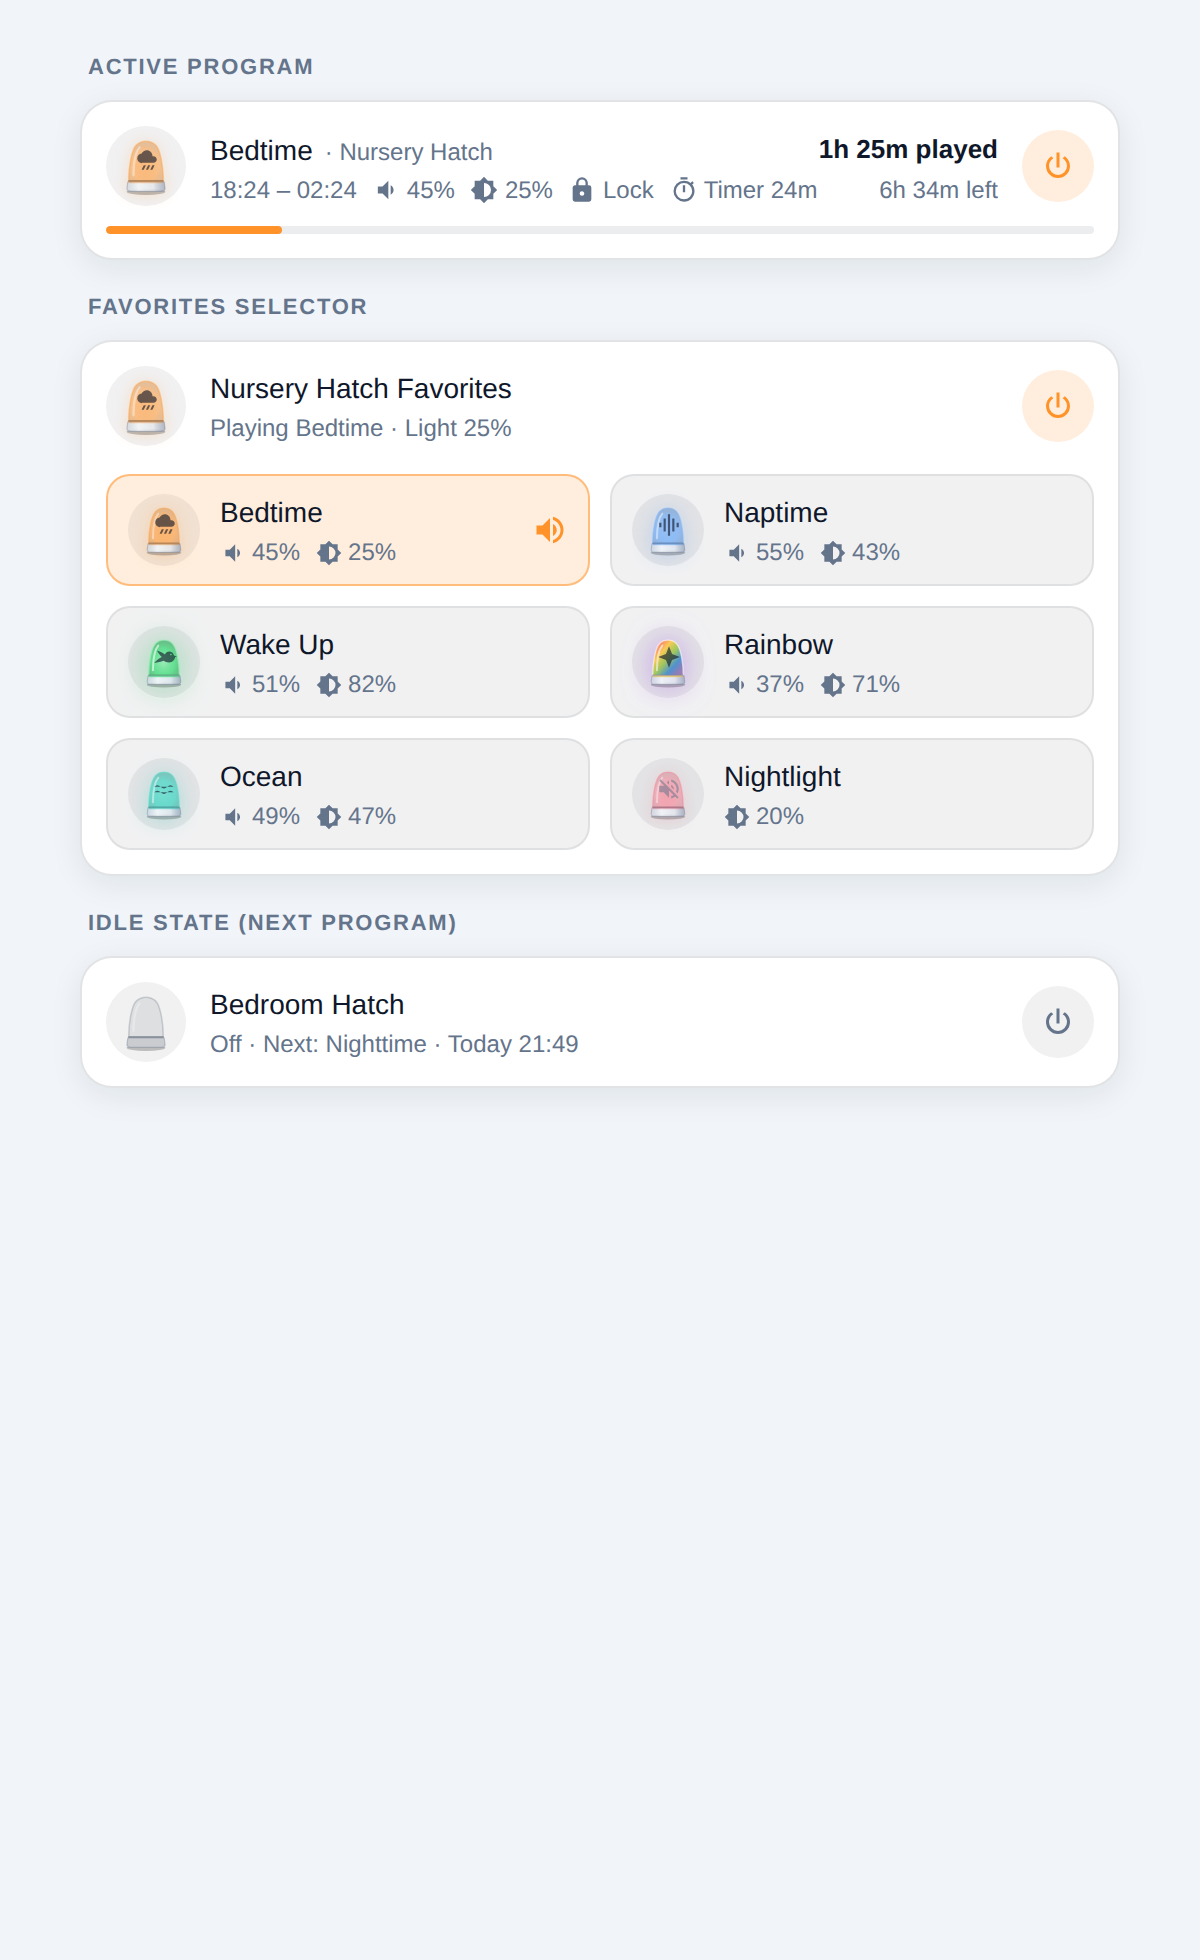 ACTIVE PROGRAM
Bedtime · Nursery Hatch
1h 25m played
18:24 – 02:24 45% 25% Lock Timer 24m
6h 34m left
FAVORITES SELECTOR
Nursery Hatch Favorites
Playing Bedtime · Light 25%
Bedtime
45% 25%
Naptime
55% 43%
Wake Up
51% 82%
Rainbow
37% 71%
Ocean
49% 47%
Nightlight
20%
IDLE STATE (NEXT PROGRAM)
Bedroom Hatch
Off · Next: Nighttime · Today 21:49